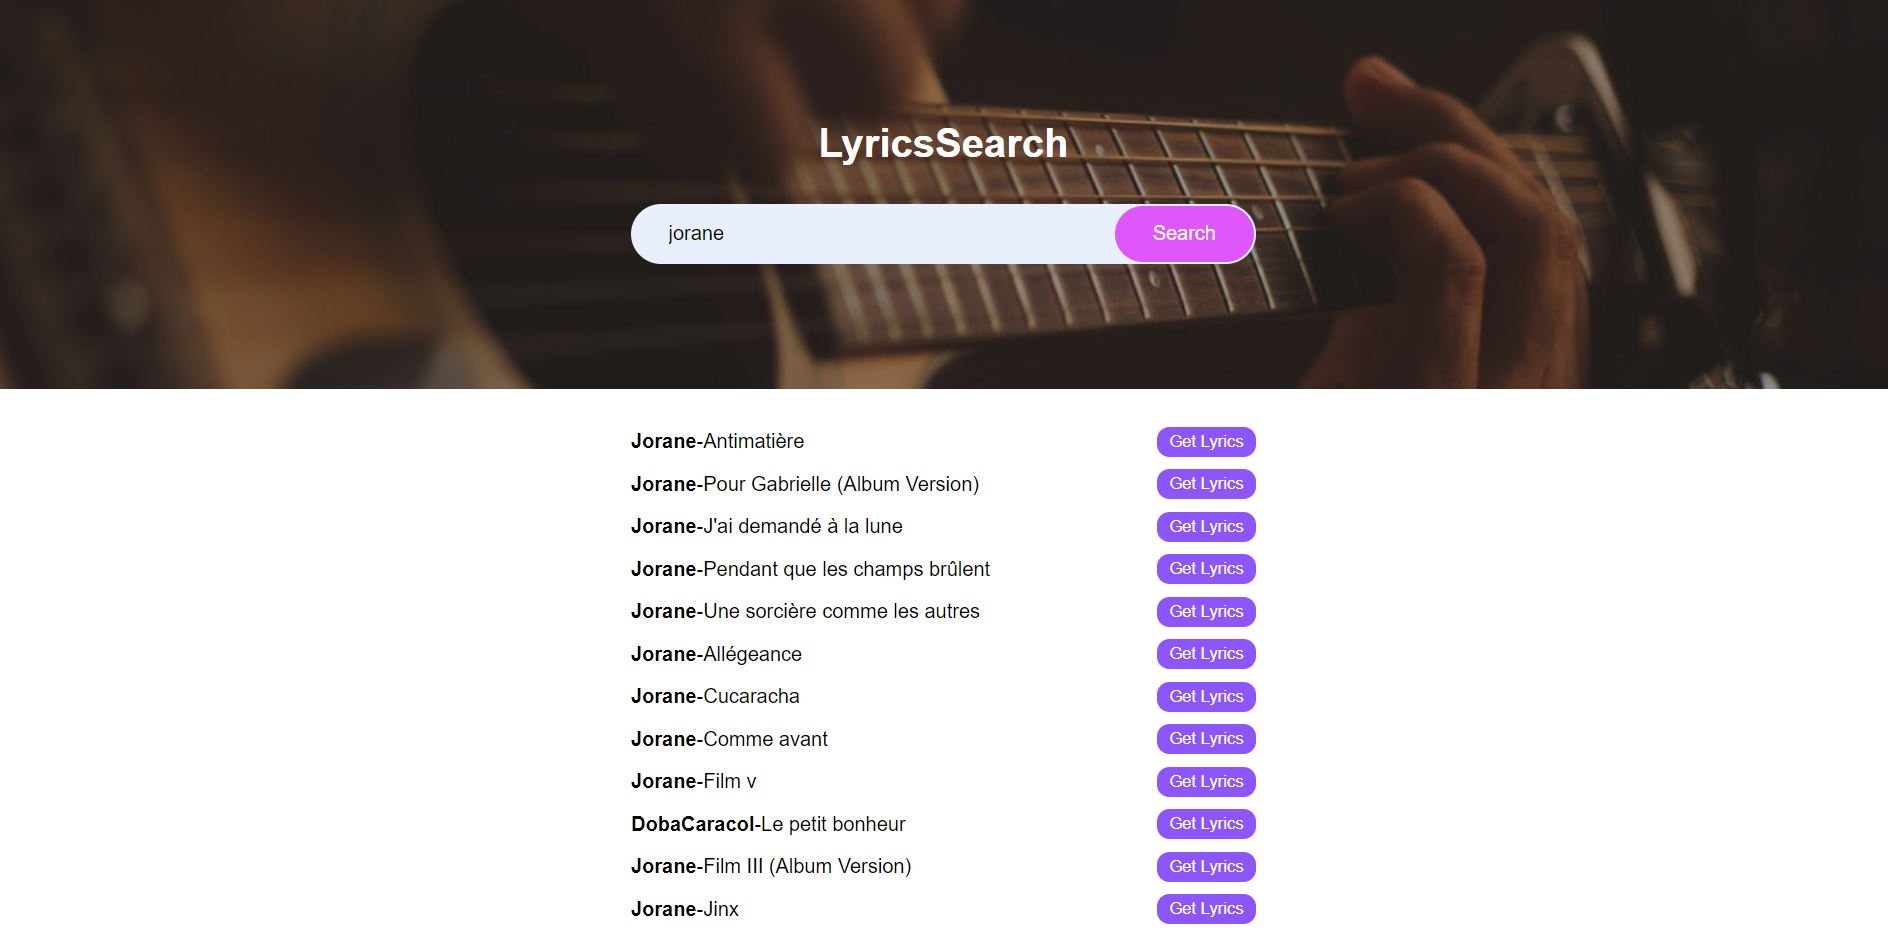 LyricsSearch
jorane Search
Jorane-Antimatière Get Lyrics
Jorane-Pour Gabrielle (Album Version) Get Lyrics
Jorane-J'ai demandé à la lune Get Lyrics
Jorane-Pendant que les champs brûlent Get Lyrics
Jorane-Une sorcière comme les autres Get Lyrics
Jorane-Allégeance Get Lyrics
Jorane-Cucaracha Get Lyrics
Jorane-Comme avant Get Lyrics
Jorane-Film v Get Lyrics
DobaCaracol-Le petit bonheur Get Lyrics
Jorane-Film III (Album Version) Get Lyrics
Jorane-Jinx Get Lyrics